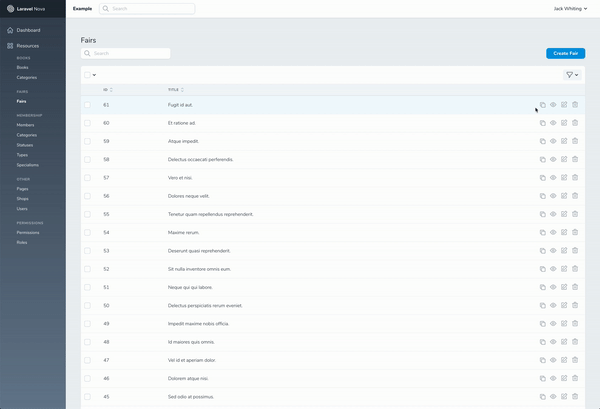 Laravel Nova
Example
Search
Jack Whiting
Dashboard
Resources
BOOKS
Books
Categories
FAIRS
Fairs
MEMBERSHIP
Members
Categories
Statuses
Types
Specialisms
OTHER
Pages
Shops
Users
PERMISSIONS
Permissions
Roles
Fairs
Search
Create Fair
ID TITLE
61 Fugit id aut.
60 Et ratione ad.
59 Atque impedit.
58 Delectus occaecati perferendis.
57 Vero et nisi.
56 Dolores neque velit.
55 Tenetur quam repellendus reprehenderit.
54 Maxime rerum.
53 Deserunt quasi reprehenderit.
52 Sit nulla inventore omnis eum.
51 Neque qui qui labore.
50 Delectus perspiciatis rerum eveniet.
49 Impedit maxime nobis officia.
48 Id maiores quis omnis.
47 Vel id et aperiam dolor.
46 Dolorem atque nisi.
45 Sed odio at possimus.